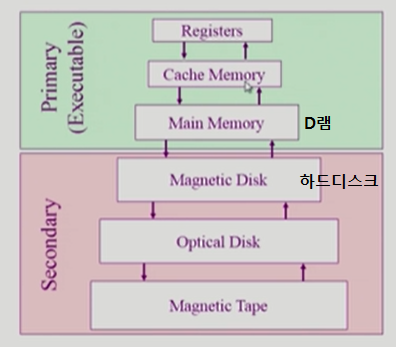 Primary
(Executable)
Registers
Cache Memory
Main Memory
D램
Secondary
Magnetic Disk
하드디스크
Optical Disk
Magnetic Tape